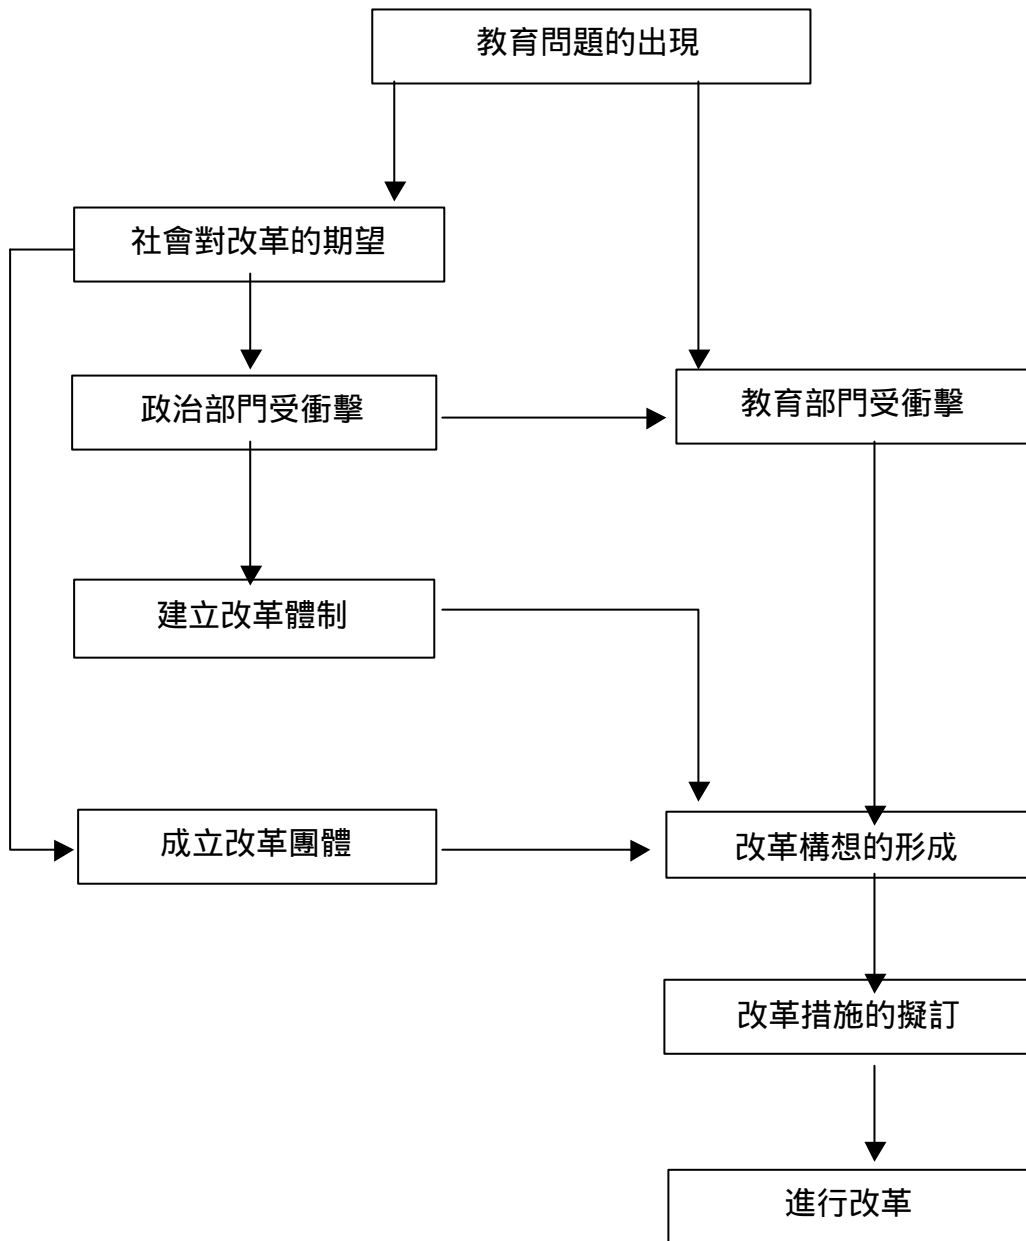 教育問題的出現
社會對改革的期望
政治部門受衝擊
教育部門受衝擊
建立改革體制
成立改革團體
改革構想的形成
改革措施的擬訂
進行改革